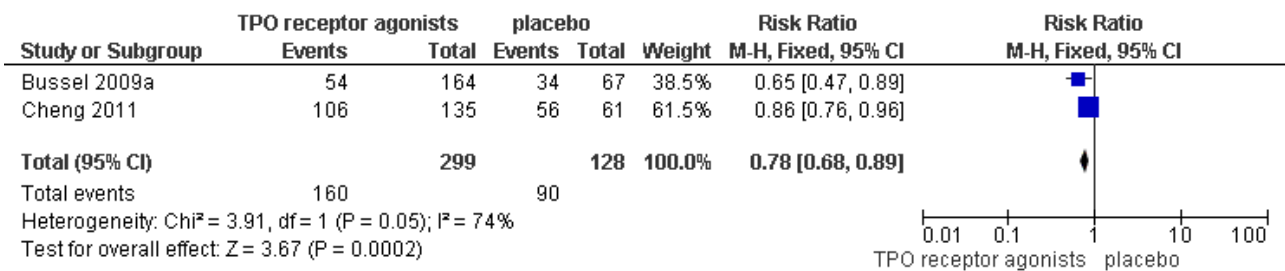 TPO receptor agonists placebo Risk Ratio Risk Ratio
Study or Subgroup Events Total Events Total Weight M-H, Fixed, 95% CI M-H, Fixed, 95% CI
Bussel 2009a 54 164 34 67 38.5% 0.65 [0.47, 0.89]
Cheng 2011 106 135 56 61 61.5% 0.86 [0.76, 0.96]
Total (95% CI) 299 128 100.0% 0.78 [0.68, 0.89]
Total events 160 90
Heterogeneity: Chi² = 3.91, df = 1 (P = 0.05); I² = 74%
Test for overall effect: Z = 3.67 (P = 0.0002)
0.01 0.1 1 10 100
TPO receptor agonists placebo